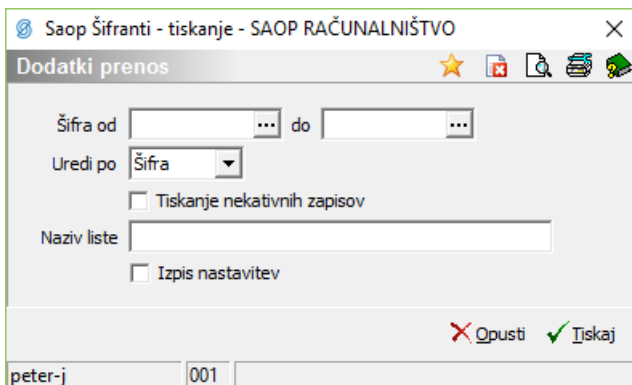 Saop Šifranti - tiskanje - SAOP RAČUNALNIŠTVO
Dodatki prenos
Šifra od ... do ...
Uredi po Šifra
Tiskanje nekativnih zapisov
Naziv liste
Izpis nastavitev
Opusti Tiskaj
peter-j 001